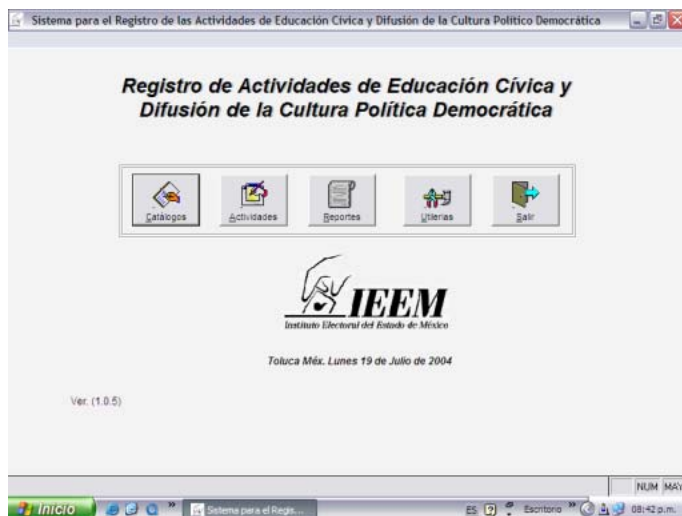 Sistema para el Registro de las Actividades de Educación Cívica y Difusión de la Cultura Político Democrática
Registro de Actividades de Educación Cívica y
Difusión de la Cultura Política Democrática
Catálogos Actividades Reportes Utilerias Salir
IEEM
Instituto Electoral del Estado de México
Toluca Méx. Lunes 19 de Julio de 2004
Ver. (1.0.5)
NUM MAY
Inicio » Sistema para el Regis... ES ? Escritorio » 08:42 p.m.